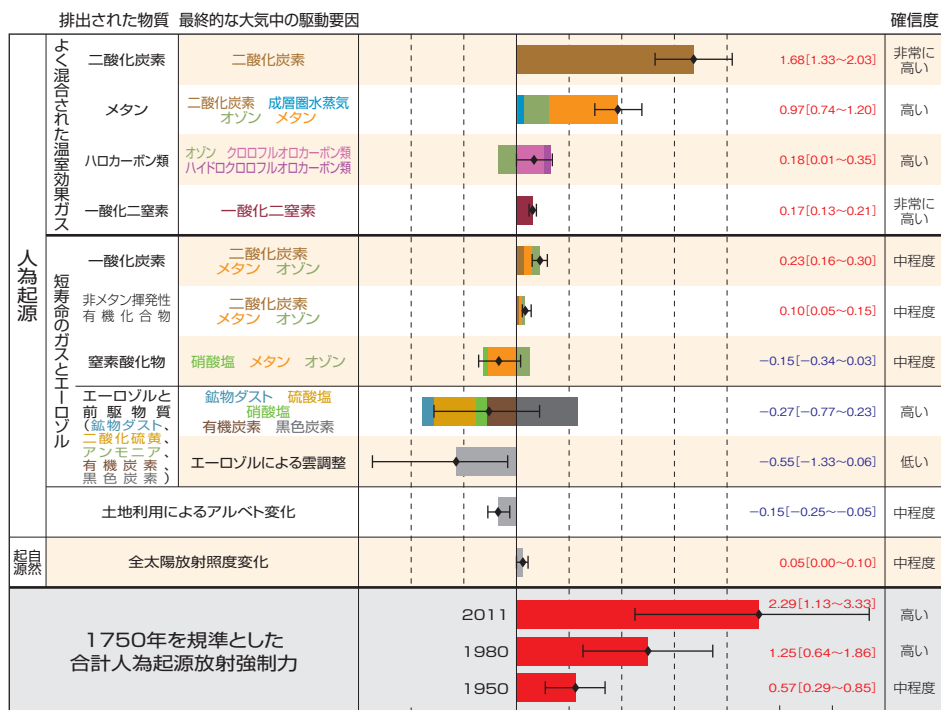 排出された物質 最終的な大気中の駆動要因 確信度
人為起源
よく混合された温室効果ガス
二酸化炭素 二酸化炭素 1.68[1.33～2.03] 非常に
高い
メタン 二酸化炭素 成層圏水蒸気
オゾン メタン 0.97[0.74～1.20] 高い
ハロカーボン類 オゾン クロロフルオロカーボン類
ハイドロクロロフルオロカーボン類 0.18[0.01～0.35] 高い
一酸化二窒素 一酸化二窒素 0.17[0.13～0.21] 非常に
高い
短寿命のガスとエーロゾル
一酸化炭素 二酸化炭素
メタン オゾン 0.23[0.16～0.30] 中程度
非メタン揮発性
有機化合物 二酸化炭素
メタン オゾン 0.10[0.05～0.15] 中程度
窒素酸化物 硝酸塩 メタン オゾン −0.15[−0.34～0.03] 中程度
エーロゾルと
前駆物質
(鉱物ダスト、
二酸化硫黄、
アンモニア、
有機炭素、
黒色炭素)
鉱物ダスト 硫酸塩
硝酸塩
有機炭素 黒色炭素 −0.27[−0.77～0.23] 高い
エーロゾルによる雲調整 −0.55[−1.33～0.06] 低い
土地利用によるアルベト変化 −0.15[−0.25～−0.05] 中程度
自然起源
全太陽放射照度変化 0.05[0.00～0.10] 中程度
1750年を規準とした
合計人為起源放射強制力
2011 2.29[1.13～3.33] 高い
1980 1.25[0.64～1.86] 高い
1950 0.57[0.29～0.85] 中程度